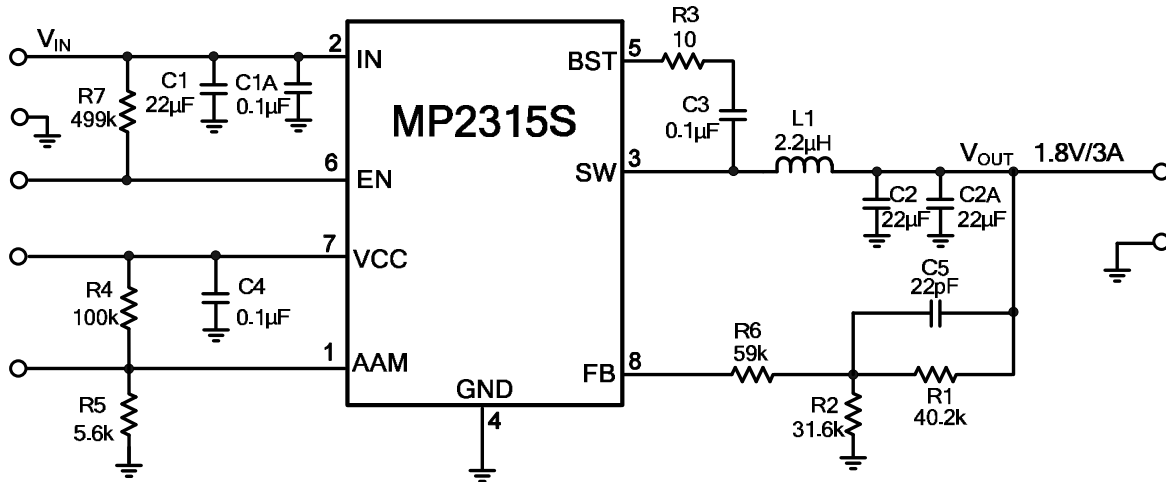 V_IN
R7
499k
C1
22µF
C1A
0.1µF
2
IN
6
EN
7
VCC
R4
100k
C4
0.1µF
1
AAM
R5
5.6k
MP2315S
GND
4
BST
5
R3
10
C3
0.1µF
L1
2.2µH
SW
3
V_OUT 1.8V/3A
C2
22µF
C2A
22µF
C5
22pF
FB
8
R6
59k
R2
31.6k
R1
40.2k